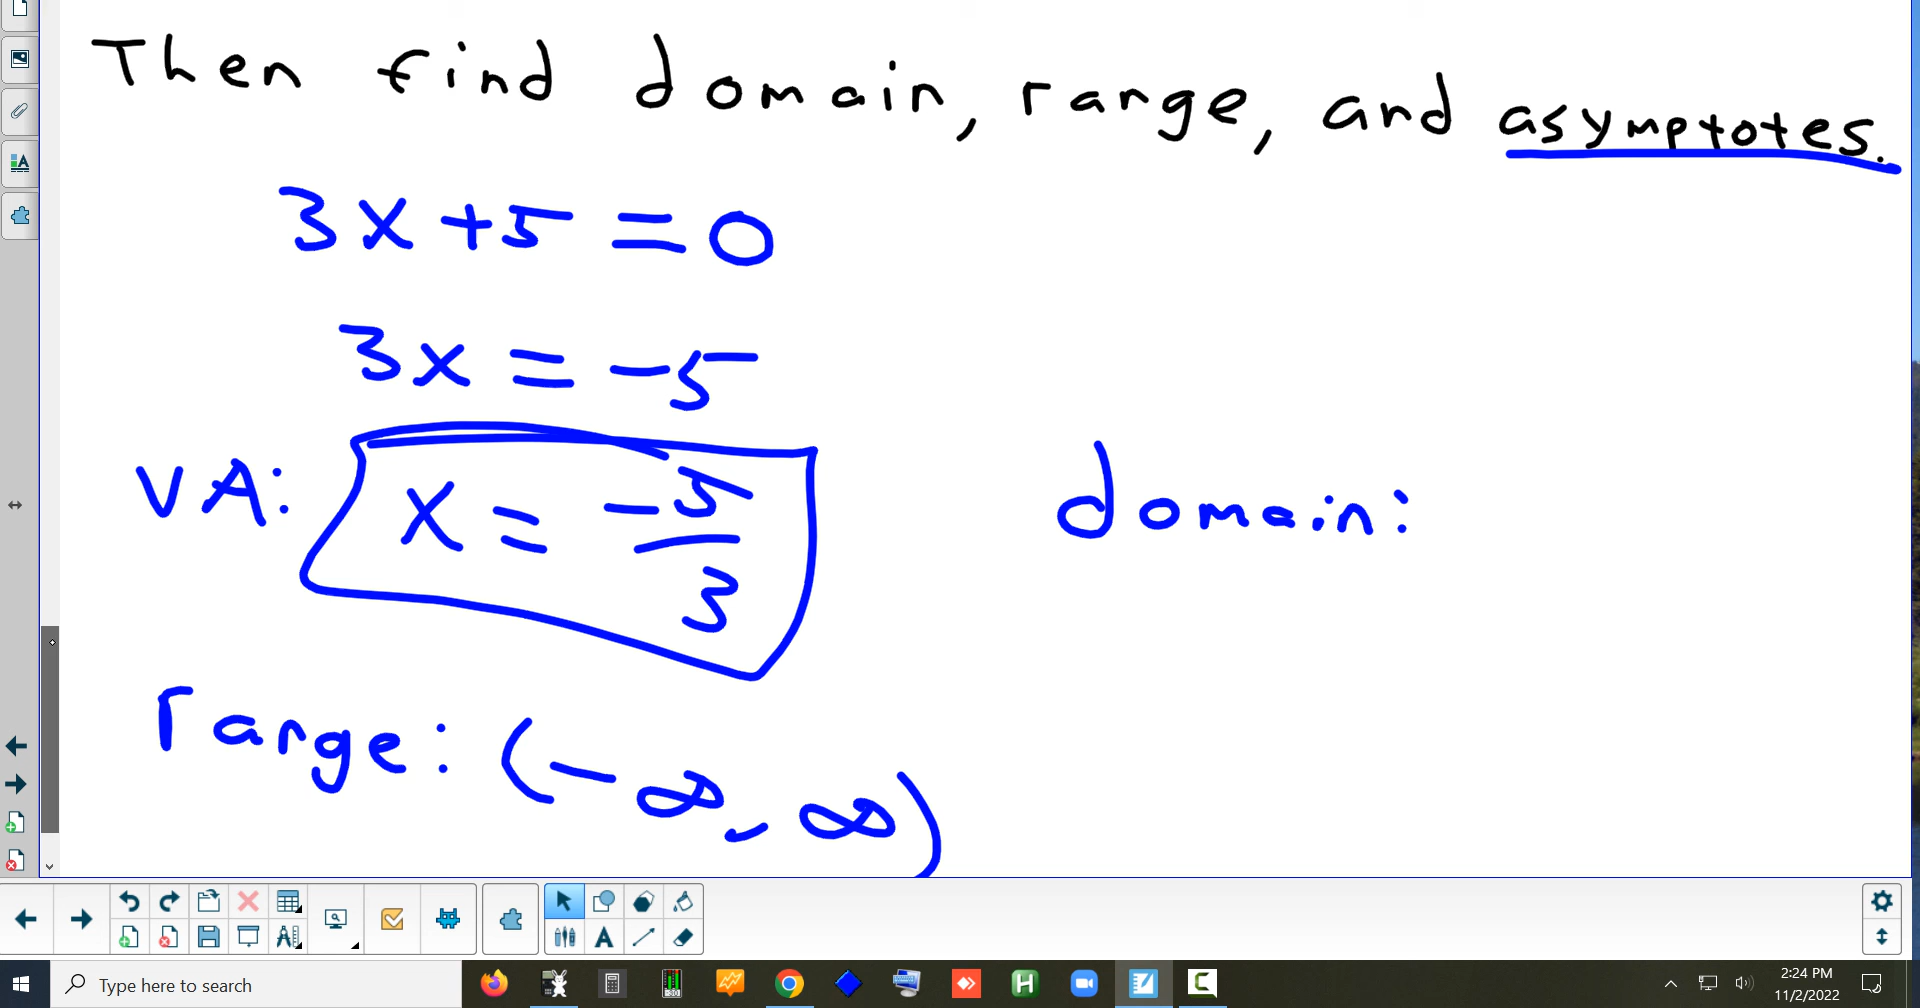 Then find domain, range, and asymptotes.
3x + 5 = 0
3x = -5
VA: x = -5/3
domain:
range: (-∞, ∞)
Type here to search
2:24 PM
11/2/2022